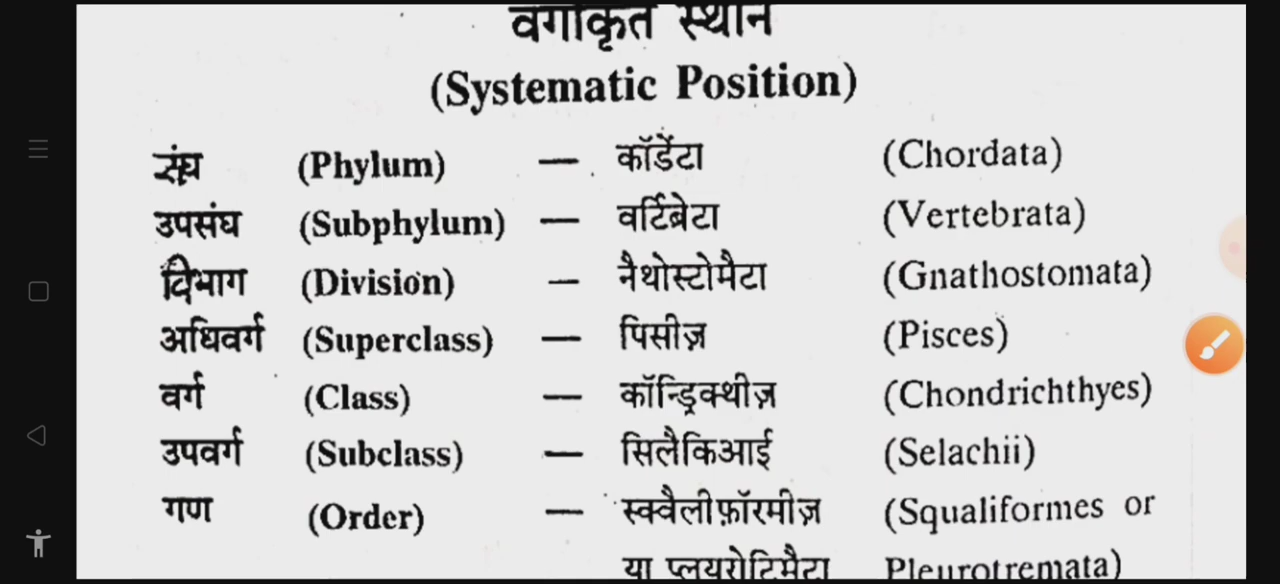 वर्गीकृत स्थान
(Systematic Position)
संघ (Phylum) — कॉर्डेटा (Chordata)
उपसंघ (Subphylum) — वर्टिब्रेटा (Vertebrata)
विभाग (Division) — नैथोस्टोमैटा (Gnathostomata)
अधिवर्ग (Superclass) — पिसीज़ (Pisces)
वर्ग (Class) — कॉन्ड्रिक्थीज़ (Chondrichthyes)
उपवर्ग (Subclass) — सिलैकिआई (Selachii)
गण (Order) — स्क्वैलीफ़ॉरमीज़ (Squaliformes or
या प्लयूरोट्रिमैटा Pleurotremata)